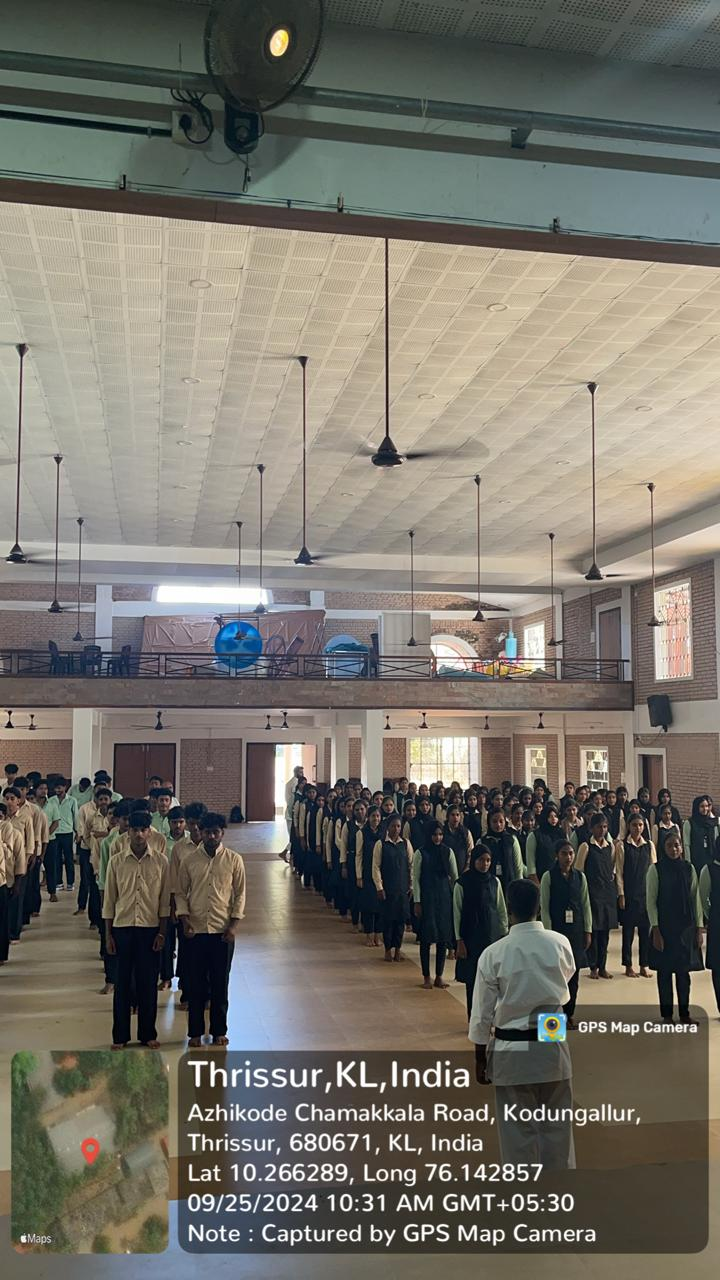 GPS Map Camera
Thrissur,KL,India
Azhikode Chamakkala Road, Kodungallur,
Thrissur, 680671, KL, India
Lat 10.266289, Long 76.142857
09/25/2024 10:31 AM GMT+05:30
Note : Captured by GPS Map Camera
Maps